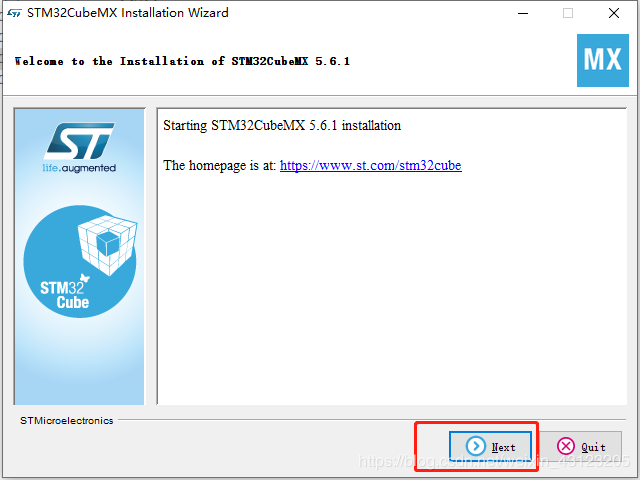 STM32CubeMX Installation Wizard
Welcome to the Installation of STM32CubeMX 5.6.1
MX
ST
life.augmented
STM32
Cube
Starting STM32CubeMX 5.6.1 installation
The homepage is at: https://www.st.com/stm32cube
STMicroelectronics
Next
Quit
https://blog.csdn.net/weixin_43123205